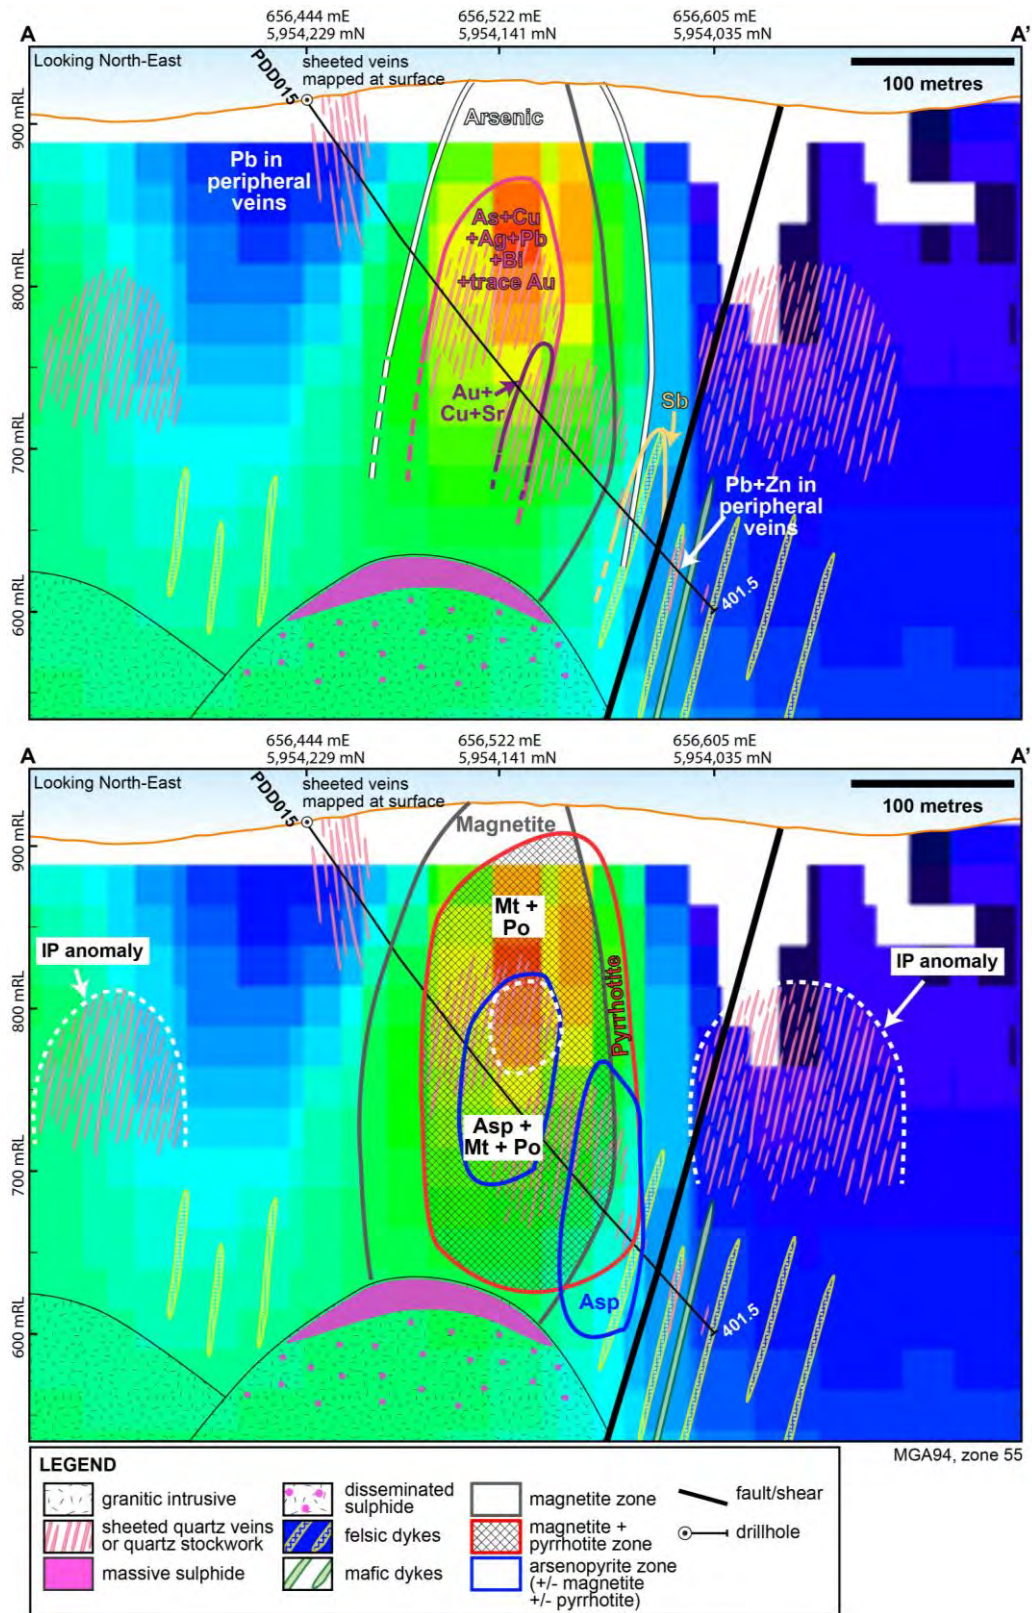 656,444 mE
5,954,229 mN
656,522 mE
5,954,141 mN
656,605 mE
5,954,035 mN
A
A'
Looking North-East
PDD015
sheeted veins
mapped at surface
100 metres
900 mRL
800 mRL
700 mRL
600 mRL
Arsenic
Pb in
peripheral
veins
As+Cu
+Ag+Pb
+Bi
+trace Au
Au+
Cu+Sr
Sb
Pb+Zn in
peripheral
veins
401.5
656,444 mE
5,954,229 mN
656,522 mE
5,954,141 mN
656,605 mE
5,954,035 mN
A
A'
Looking North-East
PDD015
sheeted veins
mapped at surface
100 metres
900 mRL
800 mRL
700 mRL
600 mRL
Magnetite
Mt +
Po
IP anomaly
IP anomaly
Pyrrhotite
Asp +
Mt + Po
Asp
401.5
MGA94, zone 55
LEGEND
granitic intrusive
sheeted quartz veins
or quartz stockwork
massive sulphide
disseminated
sulphide
felsic dykes
mafic dykes
magnetite zone
magnetite +
pyrrhotite zone
arsenopyrite zone
(+/- magnetite
+/- pyrrhotite)
fault/shear
drillhole